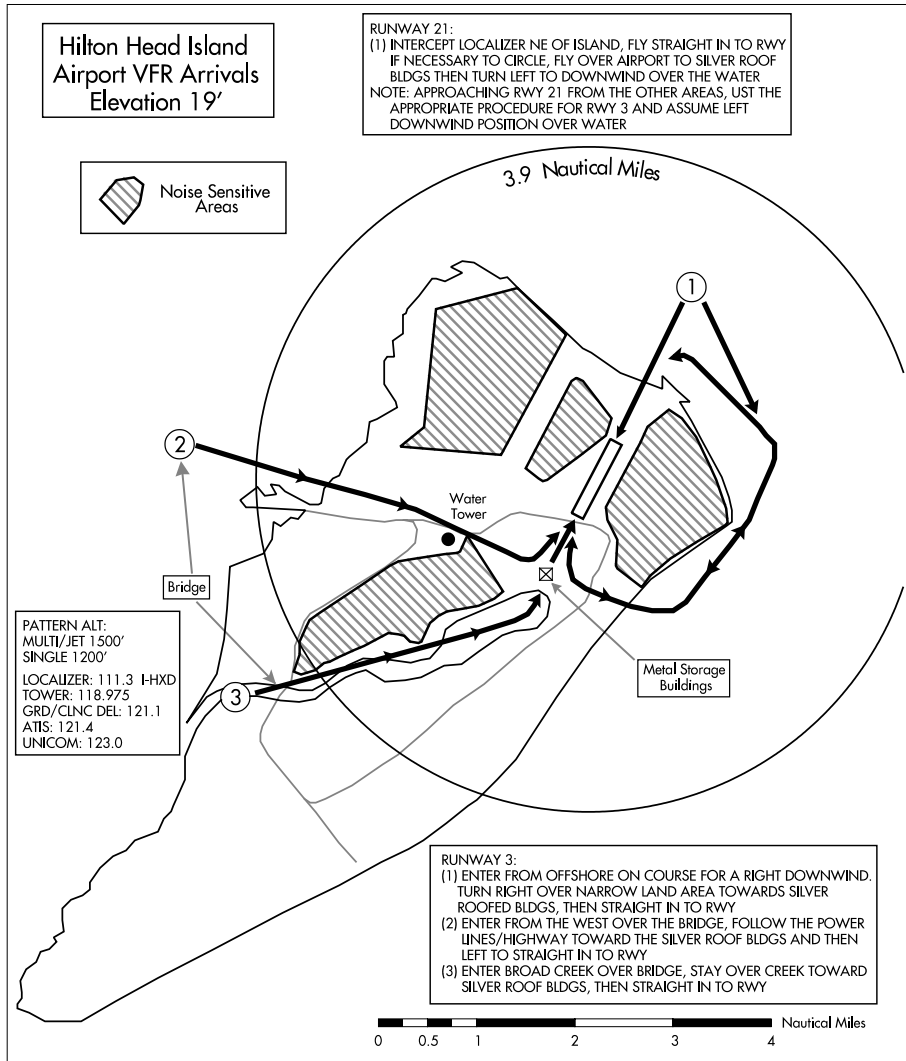 Hilton Head Island
Airport VFR Arrivals
Elevation 19'
RUNWAY 21:
(1) INTERCEPT LOCALIZER NE OF ISLAND, FLY STRAIGHT IN TO RWY
IF NECESSARY TO CIRCLE, FLY OVER AIRPORT TO SILVER ROOF
BLDGS THEN TURN LEFT TO DOWNWIND OVER THE WATER
NOTE: APPROACHING RWY 21 FROM THE OTHER AREAS, UST THE
APPROPRIATE PROCEDURE FOR RWY 3 AND ASSUME LEFT
DOWNWIND POSITION OVER WATER
Noise Sensitive
Areas
3.9 Nautical Miles
1
2
Water
Tower
Bridge
PATTERN ALT:
MULTI/JET 1500'
SINGLE 1200'
LOCALIZER: 111.3 I-HXD
TOWER: 118.975
GRD/CLNC DEL: 121.1
ATIS: 121.4
UNICOM: 123.0
3
Metal Storage
Buildings
RUNWAY 3:
(1) ENTER FROM OFFSHORE ON COURSE FOR A RIGHT DOWNWIND.
TURN RIGHT OVER NARROW LAND AREA TOWARDS SILVER
ROOFED BLDGS, THEN STRAIGHT IN TO RWY
(2) ENTER FROM THE WEST OVER THE BRIDGE, FOLLOW THE POWER
LINES/HIGHWAY TOWARD THE SILVER ROOF BLDGS AND THEN
LEFT TO STRAIGHT IN TO RWY
(3) ENTER BROAD CREEK OVER BRIDGE, STAY OVER CREEK TOWARD
SILVER ROOF BLDGS, THEN STRAIGHT IN TO RWY
Nautical Miles
0 0.5 1 2 3 4